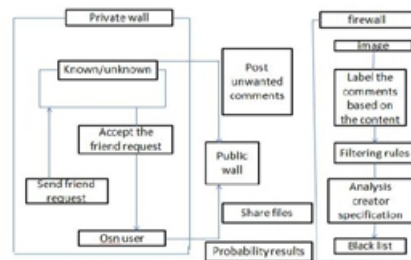 Private wall
Known/unknown
Accept the
friend request
Send friend
request
Osn user
Post
unwanted
comments
Public
wall
Share files
Probability results
firewall
image
Label the
comments
based on
the content
Filtering rules
Analysis
creator
specification
Black list